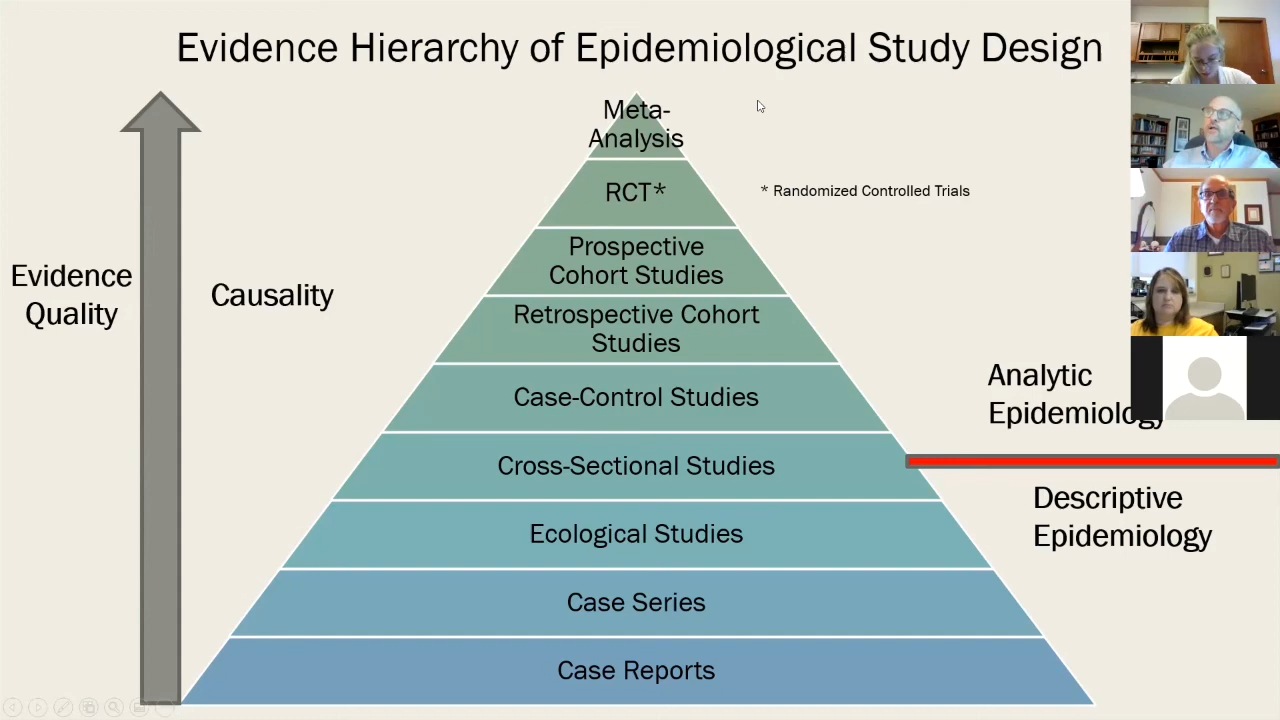 Evidence Hierarchy of Epidemiological Study Design
Meta-
Analysis
RCT*
* Randomized Controlled Trials
Prospective
Cohort Studies
Evidence
Quality
Causality
Retrospective Cohort
Studies
Case-Control Studies
Analytic
Epidemiology
Cross-Sectional Studies
Descriptive
Epidemiology
Ecological Studies
Case Series
Case Reports